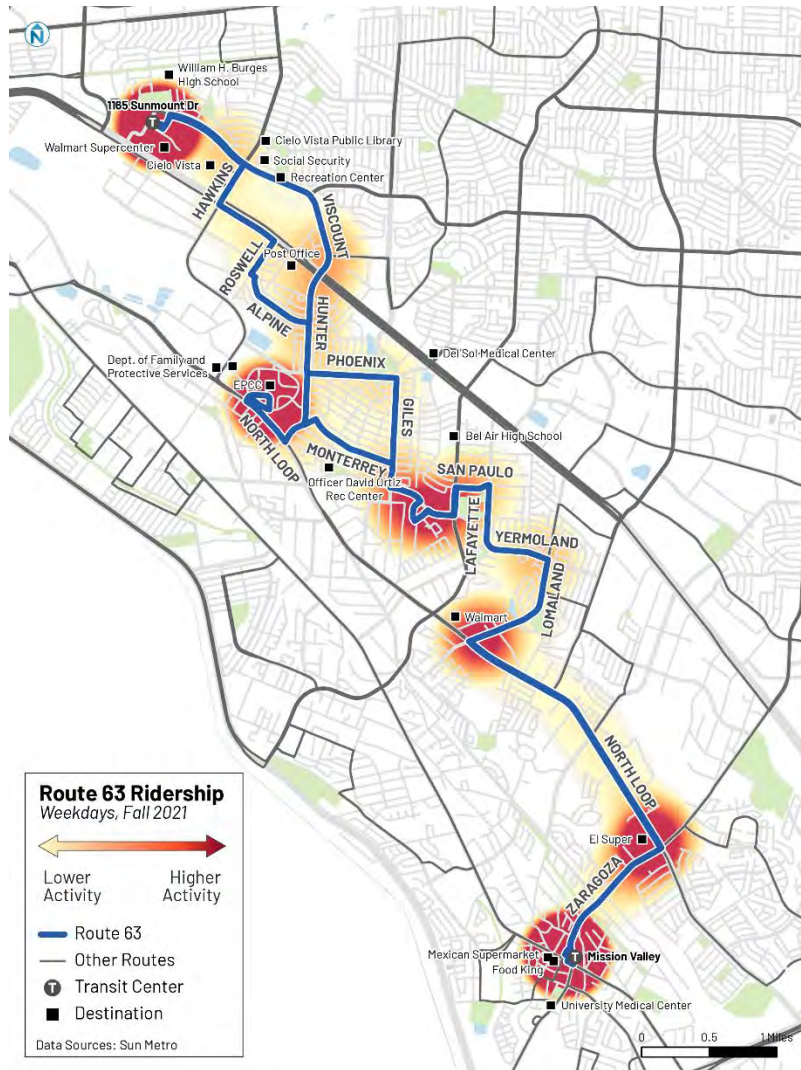 N
William H. Burges
High School
1165 Sunmount Dr
T
Walmart Supercenter
Cielo Vista Public Library
Social Security
Cielo Vista
Recreation Center
HAWKINS
VISCOUNT
ROSWELL
Post Office
ALPINE
HUNTER
Dept. of Family and
Protective Services
PHOENIX
Del Sol Medical Center
EPCC
GILES
NORTH LOOP
MONTERREY
Bel Air High School
Officer David Ortiz
Rec Center
SAN PAULO
LAFAYETTE
YERMOLAND
LOMALAND
Walmart
NORTH LOOP
El Super
ZARAGOZA
Mexican Supermarket
Food King
T
Mission Valley
University Medical Center
Route 63 Ridership
Weekdays, Fall 2021
Lower
Activity
Higher
Activity
Route 63
Other Routes
T Transit Center
Destination
Data Sources: Sun Metro
0 0.5 1 Miles